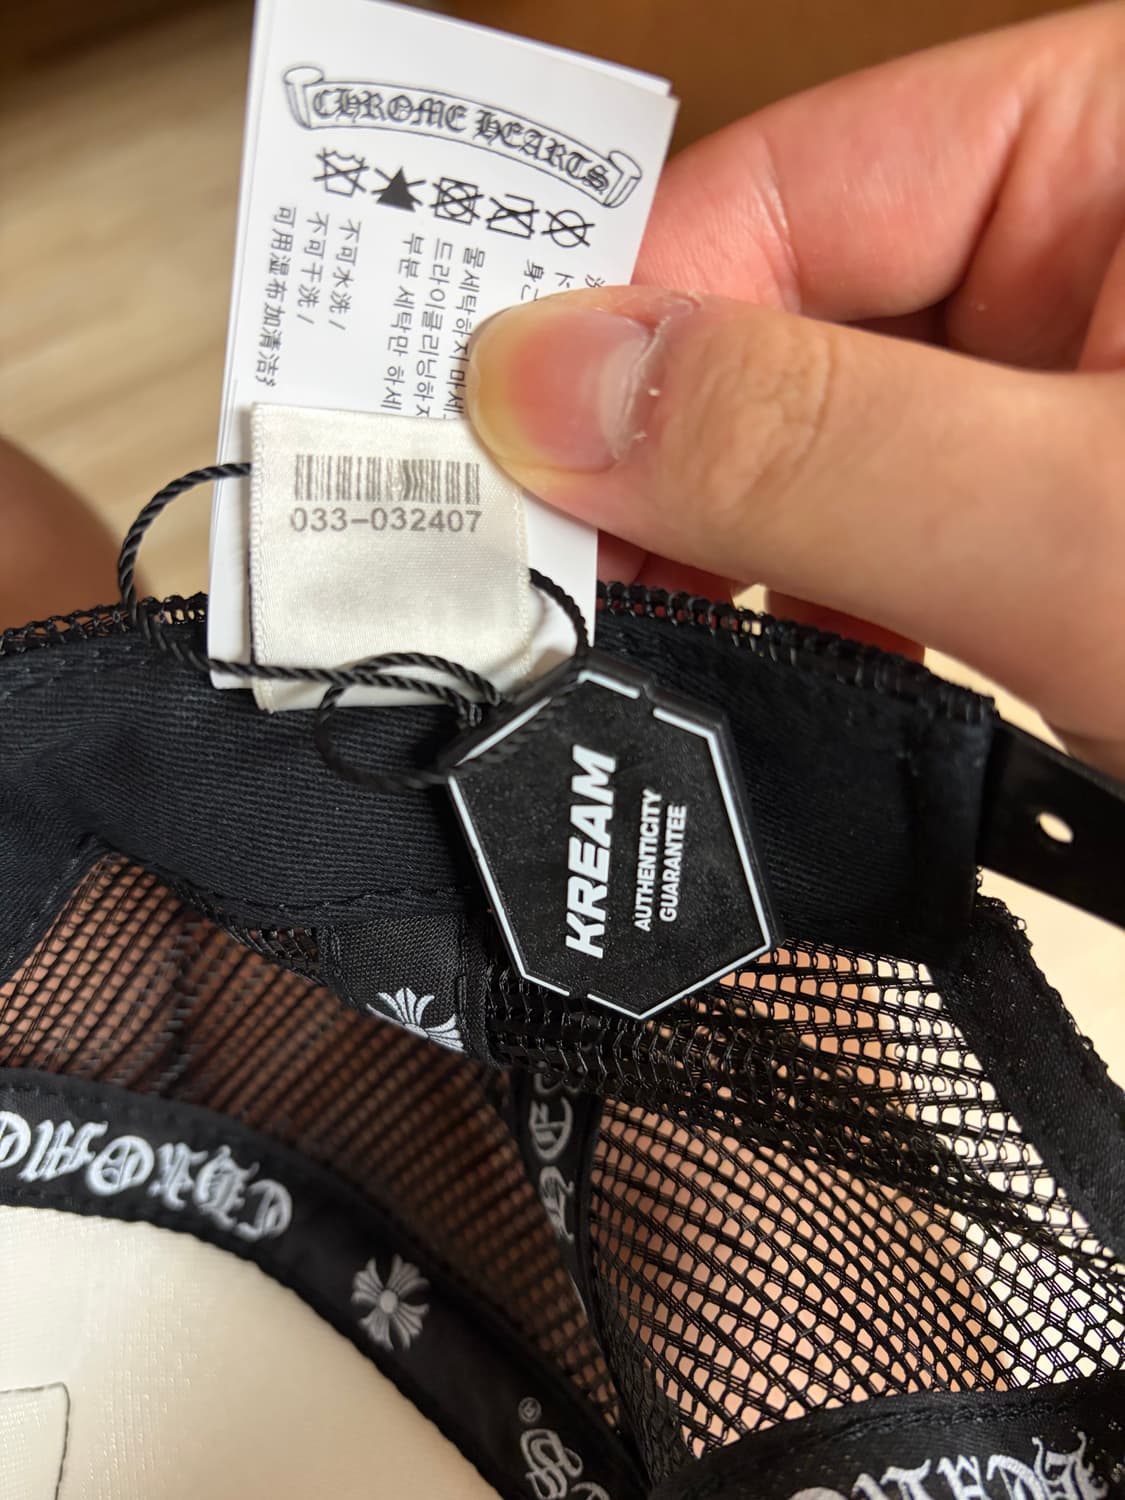 CHROME HEARTS
물세탁하지 마세
드라이클리닝하지
부분 세탁만 하세
不可水洗 /
不可干洗 /
可用湿布加清洁
033-032407
KREAM
AUTHENTICITY
GUARANTEE
CHROME